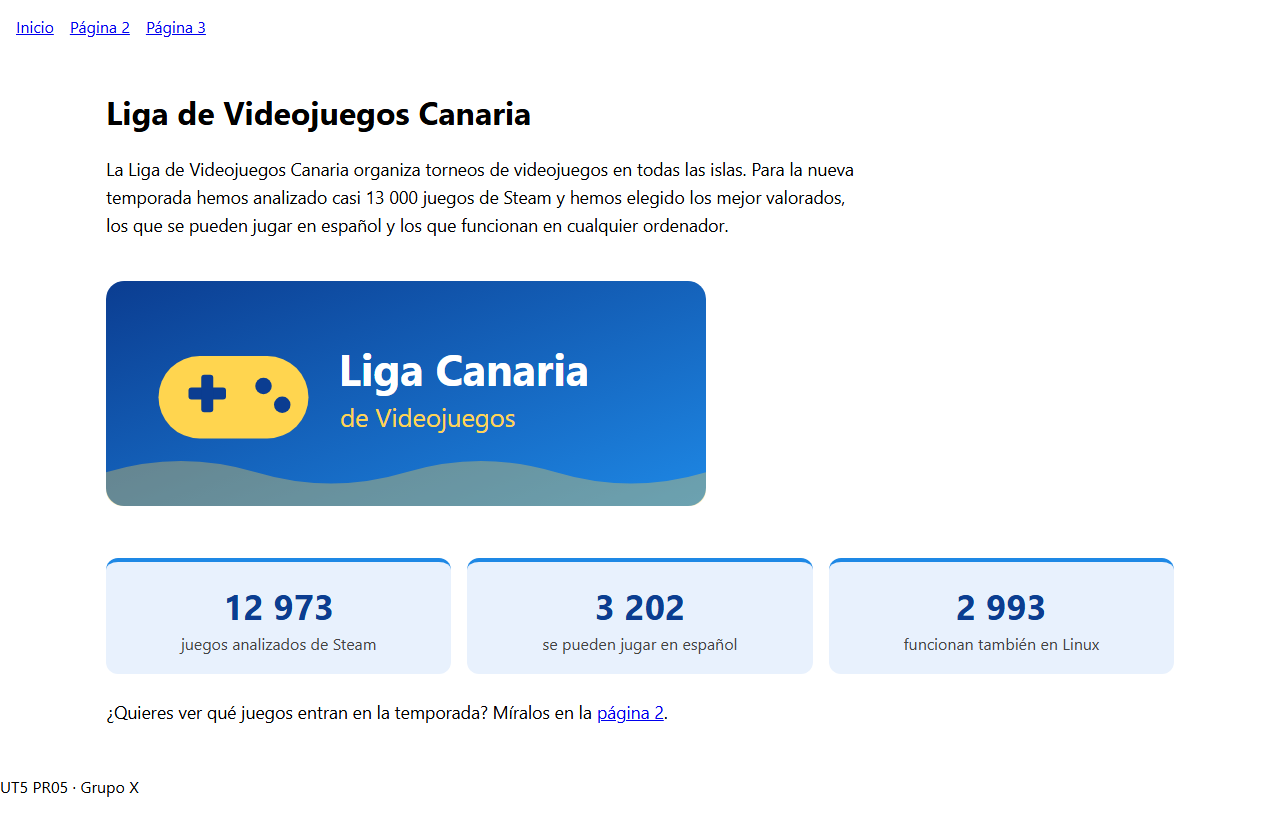 Inicio Página 2 Página 3
Liga de Videojuegos Canaria
La Liga de Videojuegos Canaria organiza torneos de videojuegos en todas las islas. Para la nueva
temporada hemos analizado casi 13 000 juegos de Steam y hemos elegido los mejor valorados,
los que se pueden jugar en español y los que funcionan en cualquier ordenador.
Liga Canaria
de Videojuegos
12 973
juegos analizados de Steam
3 202
se pueden jugar en español
2 993
funcionan también en Linux
¿Quieres ver qué juegos entran en la temporada? Míralos en la página 2.
UT5 PR05 · Grupo X